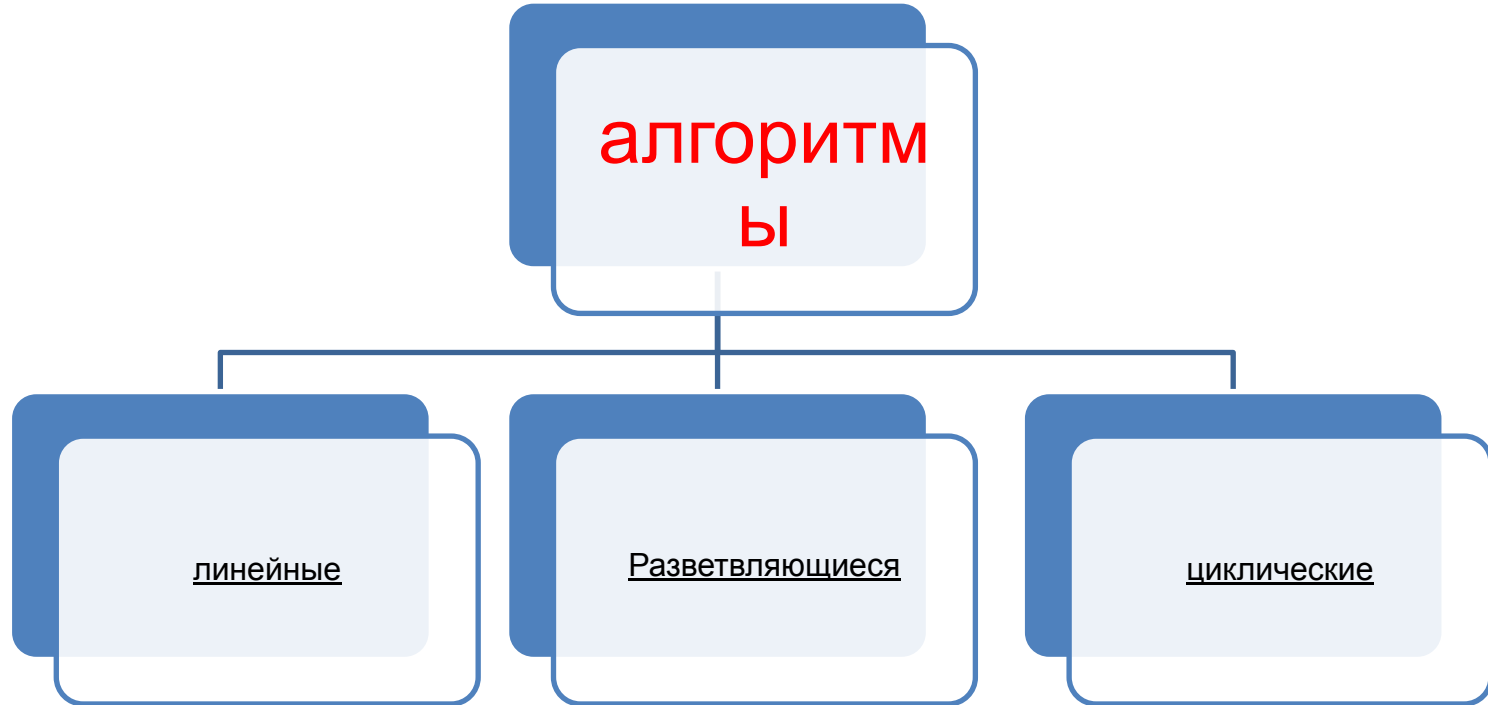 алгоритм
ы
линейные
Разветвляющиеся
циклические